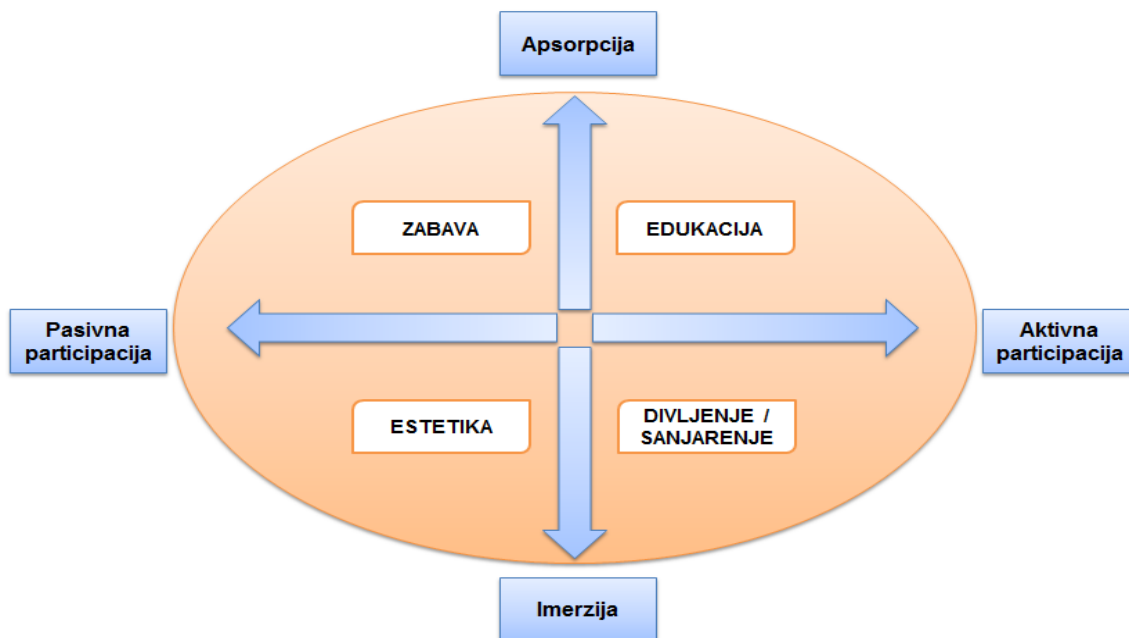 Apsorpcija
ZABAVA
EDUKACIJA
Pasivna
participacija
Aktivna
participacija
ESTETIKA
DIVLJENJE /
SANJARENJE
Imerzija